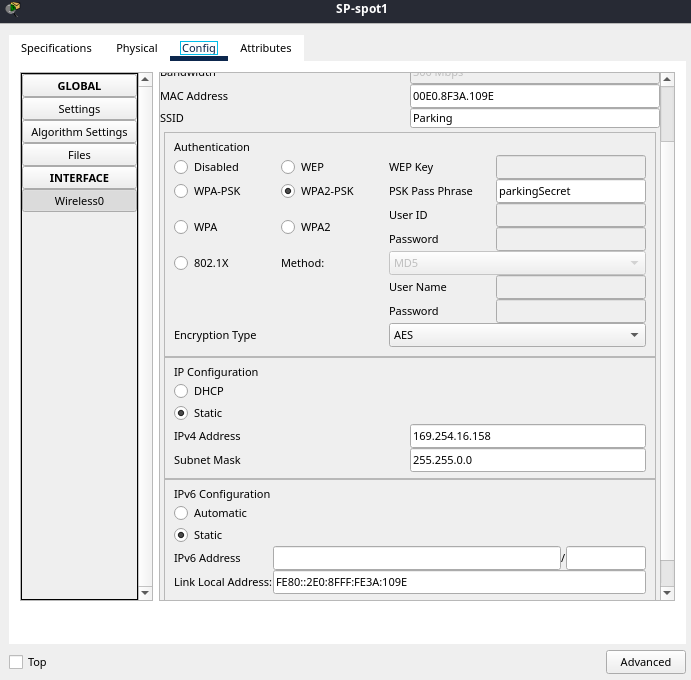 SP-spot1
Specifications Physical Config Attributes
GLOBAL
Settings
Algorithm Settings
Files
INTERFACE
Wireless0
Bandwidth 300 Mbps
MAC Address 00E0.8F3A.109E
SSID Parking
Authentication
Disabled WEP WEP Key
WPA-PSK WPA2-PSK PSK Pass Phrase parkingSecret
User ID
WPA WPA2 Password
802.1X Method: MD5
User Name
Password
Encryption Type AES
IP Configuration
DHCP
Static
IPv4 Address 169.254.16.158
Subnet Mask 255.255.0.0
IPv6 Configuration
Automatic
Static
IPv6 Address /
Link Local Address: FE80::2E0:8FFF:FE3A:109E
Top Advanced